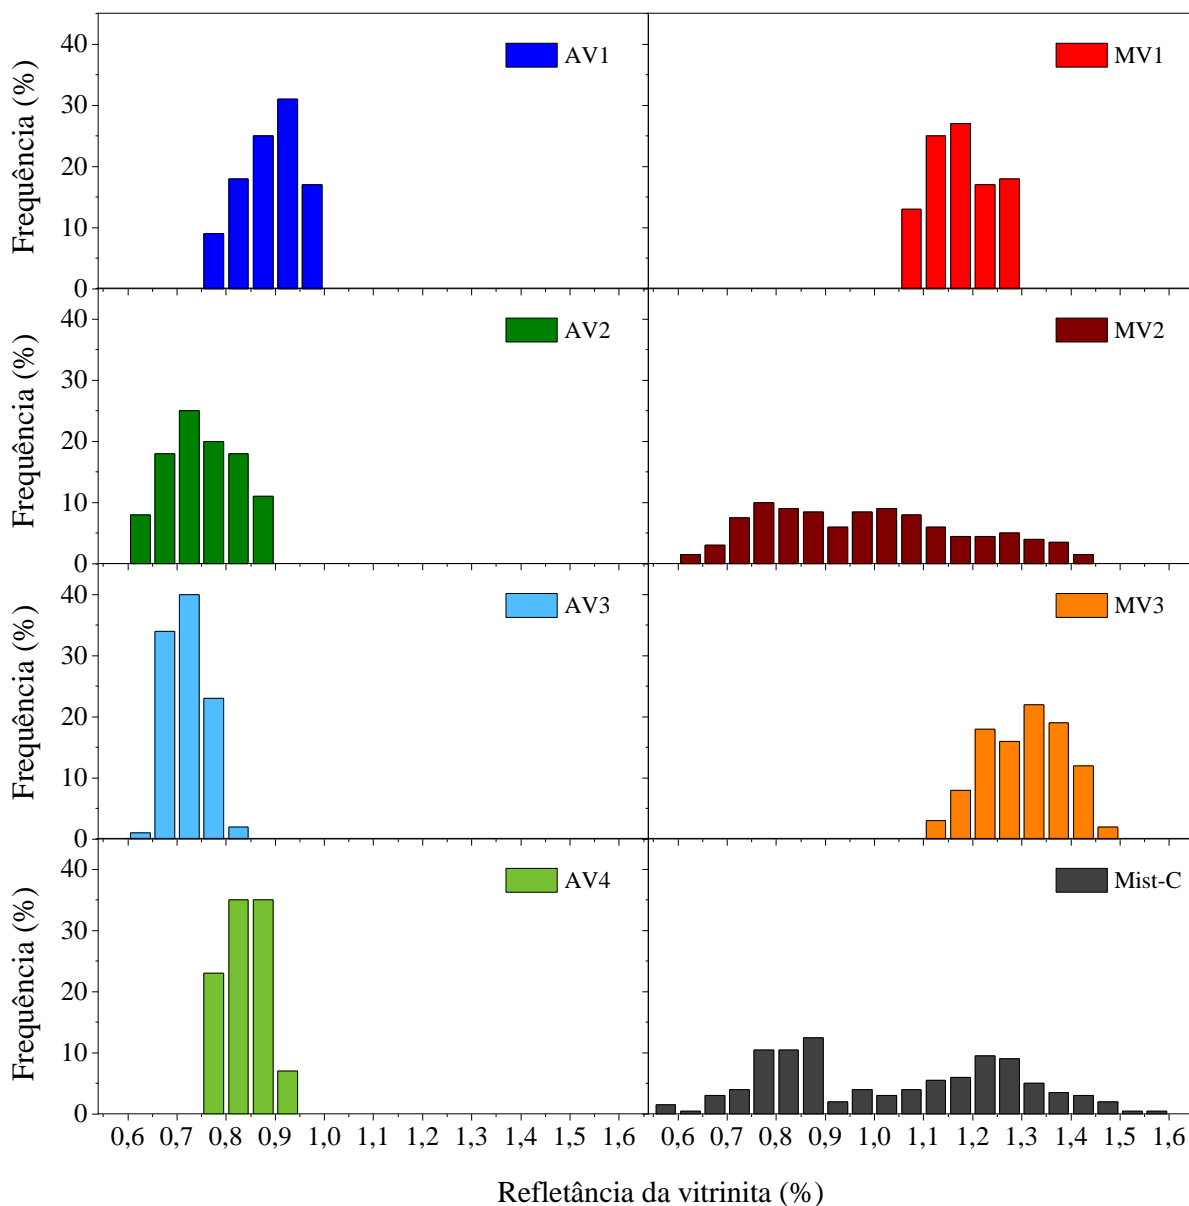 40
30
20
10
0
Frequência (%)
AV1
MV1
40
30
20
10
0
Frequência (%)
AV2
MV2
40
30
20
10
0
Frequência (%)
AV3
MV3
40
30
20
10
0
Frequência (%)
AV4
Mist-C
0,6 0,7 0,8 0,9 1,0 1,1 1,2 1,3 1,4 1,5 1,6
0,6 0,7 0,8 0,9 1,0 1,1 1,2 1,3 1,4 1,5 1,6
Refletância da vitrinita (%)